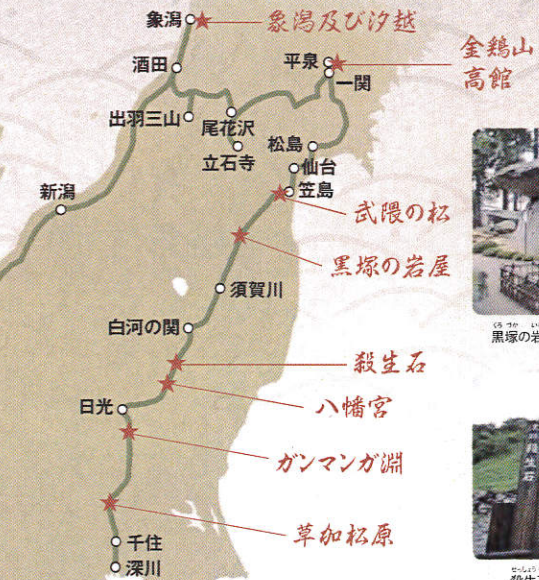 象潟
象潟及び汐越
酒田
平泉
一関
金鶏山
高館
出羽三山
尾花沢
立石寺
松島
仙台
笠島
新潟
武隈の松
黒塚の岩屋
須賀川
白河の関
殺生石
八幡宮
日光
ガンマンガ淵
草加松原
千住
深川
黒塚の岩
殺生石